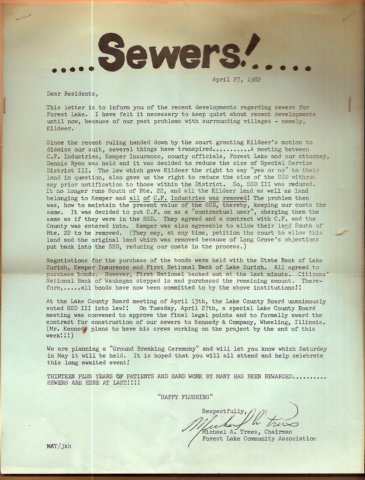 .....Sewers!.....
April 27, 1982
Dear Residents,
This letter is to inform you of the recent developments regarding sewers for
Forest Lake. I have felt it necessary to keep quiet about recent developments
until now, because of our past problems with surrounding villages - namely,
Kildeer.
Since the recent ruling handed down by the court granting Kildeer's motion to
dismiss our suit, several things have transpired...........A meeting between
C.F. Industries, Kemper Insurance, county officials, Forest Lake and our attorney,
Dennis Ryan was held and it was decided to reduce the size of Special Service
District III. The law which gave Kildeer the right to say "yes or no" to their
land in question, also gave us the right to reduce the size of the SSD without
any prior notification to those within the District. So, SSD III was reduced.
It no longer runs South of Rte. 22, and all the Kildeer land as well as land
belonging to Kemper and all of C.F. Industries was removed! The problem then
was, how to maintain the present value of the SSD, thereby, keeping our costs the
same. It was decided to put C.F. on as a "contractual user", charging them the
same as if they were in the SSD. They agreed and a contract with C.F. and the
County was entered into. Kemper was also agreeable to allow their land South of
Rte. 22 to be removed. (They may, at any time, petition the court to allow this
land and the original land which was removed because of Long Grove's objections
put back into the SSD, reducing our costs in the process.)
Negotistions for the purchase of the bonds were held with the State Bank of Lake
Zurich, Kemper Insurance and First National Bank of Lake Zurich. All agreed to
purchase bonds. However, First National backed out at the last minute. Citizens'
National Bank of Waukegan stepped in and purchased the remaining amount. There-
fore,....all bonds have now been committed to by the above institutions!!
At the Lake County Board meeting of April 13th, the Lake County Board unanimously
voted SSD III into law! On Tuesday, April 27th, a special Lake County Board
meeting was convened to approve the final legal points and to formally award the
contract for construction of our sewers to Kennedy & Company, Wheeling, Illinois.
(Mr. Kennedy plans to have his crews working on the project by the end of this
week!!!)
We are planning a "Ground Breaking Ceremony" and will let you know which Saturday
in May it will be held. It is hoped that you will all attend and help celebrate
this long awaited event!
THIRTEEN PLUS YEARS OF PATIENTS AND HARD WORK BY MANY HAS BEEN REWARDED..........
SEWERS ARE HERE AT LAST!!!!
"HAPPY FLUSHING"
Respectfully,
Michael A. Trees
Michael A. Trees, Chairman
Forest Lake Community Association
MAT/jkh